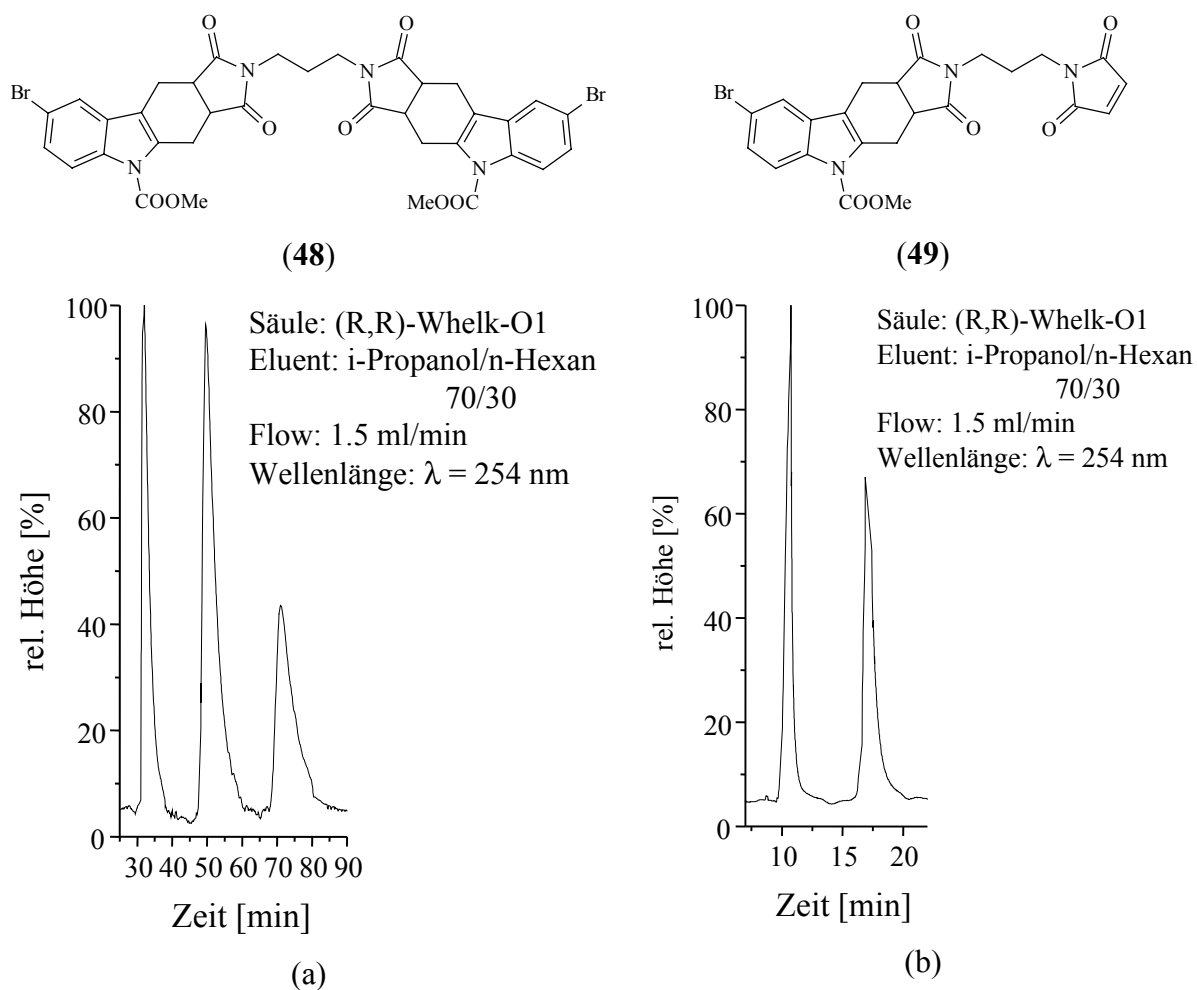 O
O
O
O
N
N
Br
Br
O
O
N
N
COOMe
MeOOC
(48)
O
O
N
N
Br
O
O
N
COOMe
(49)
100
80
60
40
20
0
rel. Höhe [%]
Säule: (R,R)-Whelk-O1
Eluent: i-Propanol/n-Hexan
70/30
Flow: 1.5 ml/min
Wellenlänge: λ = 254 nm
30 40 50 60 70 80 90
Zeit [min]
(a)
100
80
60
40
20
0
rel. Höhe [%]
Säule: (R,R)-Whelk-O1
Eluent: i-Propanol/n-Hexan
70/30
Flow: 1.5 ml/min
Wellenlänge: λ = 254 nm
10 15 20
Zeit [min]
(b)